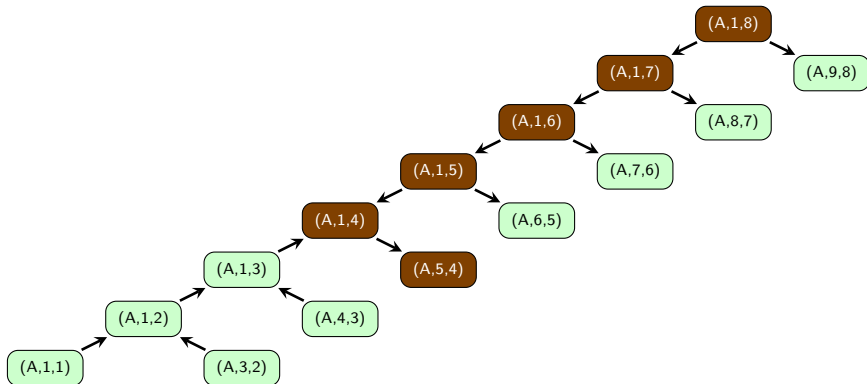 (A,1,8)
(A,1,7)
(A,9,8)
(A,1,6)
(A,8,7)
(A,1,5)
(A,7,6)
(A,1,4)
(A,6,5)
(A,1,3)
(A,5,4)
(A,1,2)
(A,4,3)
(A,1,1)
(A,3,2)